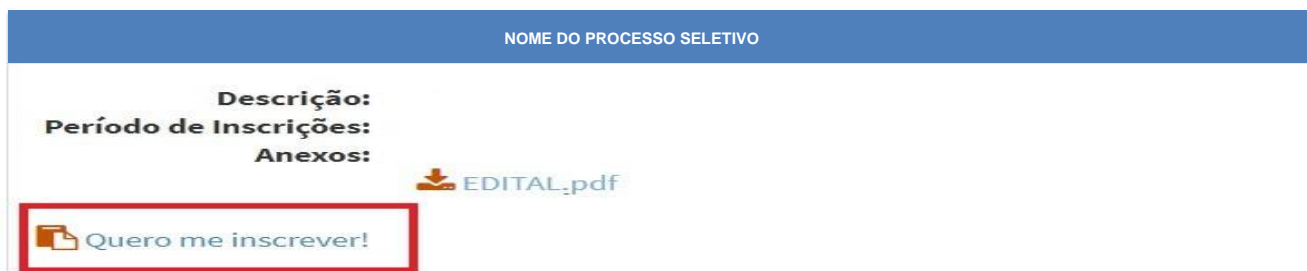 NOME DO PROCESSO SELETIVO
Descrição:
Período de Inscrições:
Anexos:
EDITAL.pdf
Quero me inscrever!